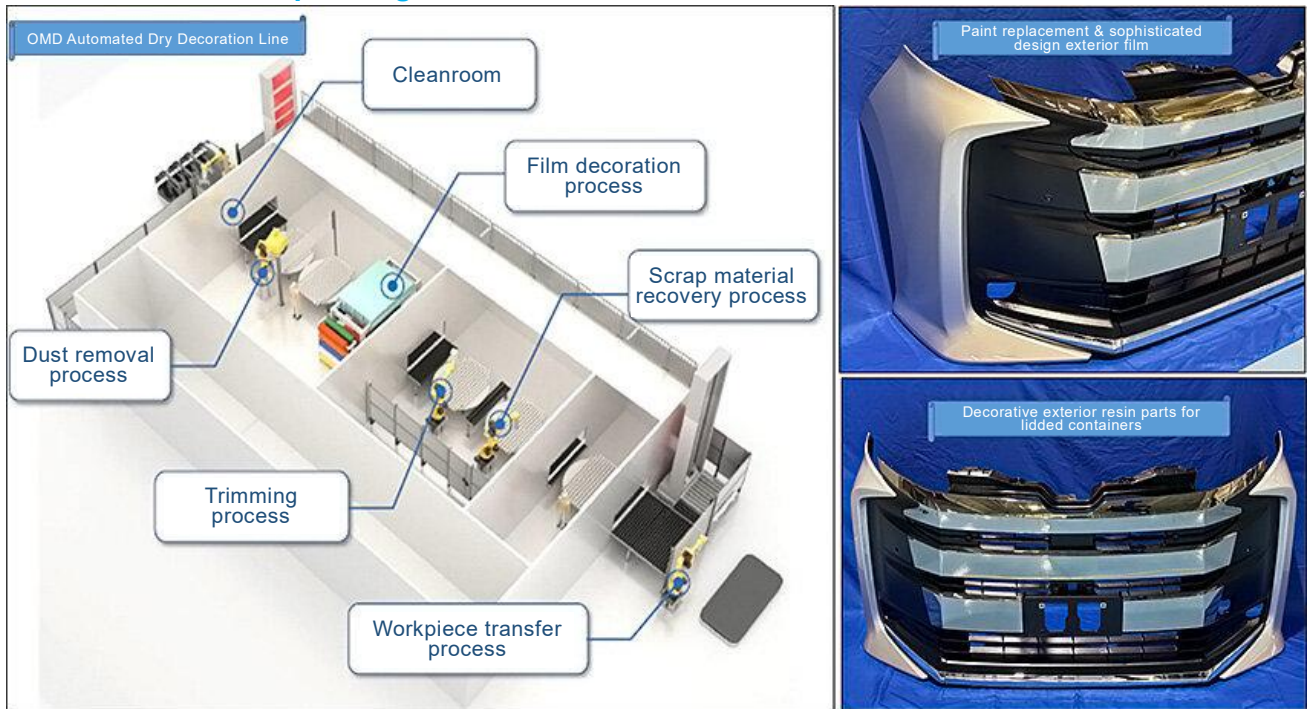 OMD Automated Dry Decoration Line
Cleanroom
Film decoration
process
Scrap material
recovery process
Dust removal
process
Trimming
process
Workpiece transfer
process
Paint replacement & sophisticated
design exterior film
Decorative exterior resin parts for
lidded containers